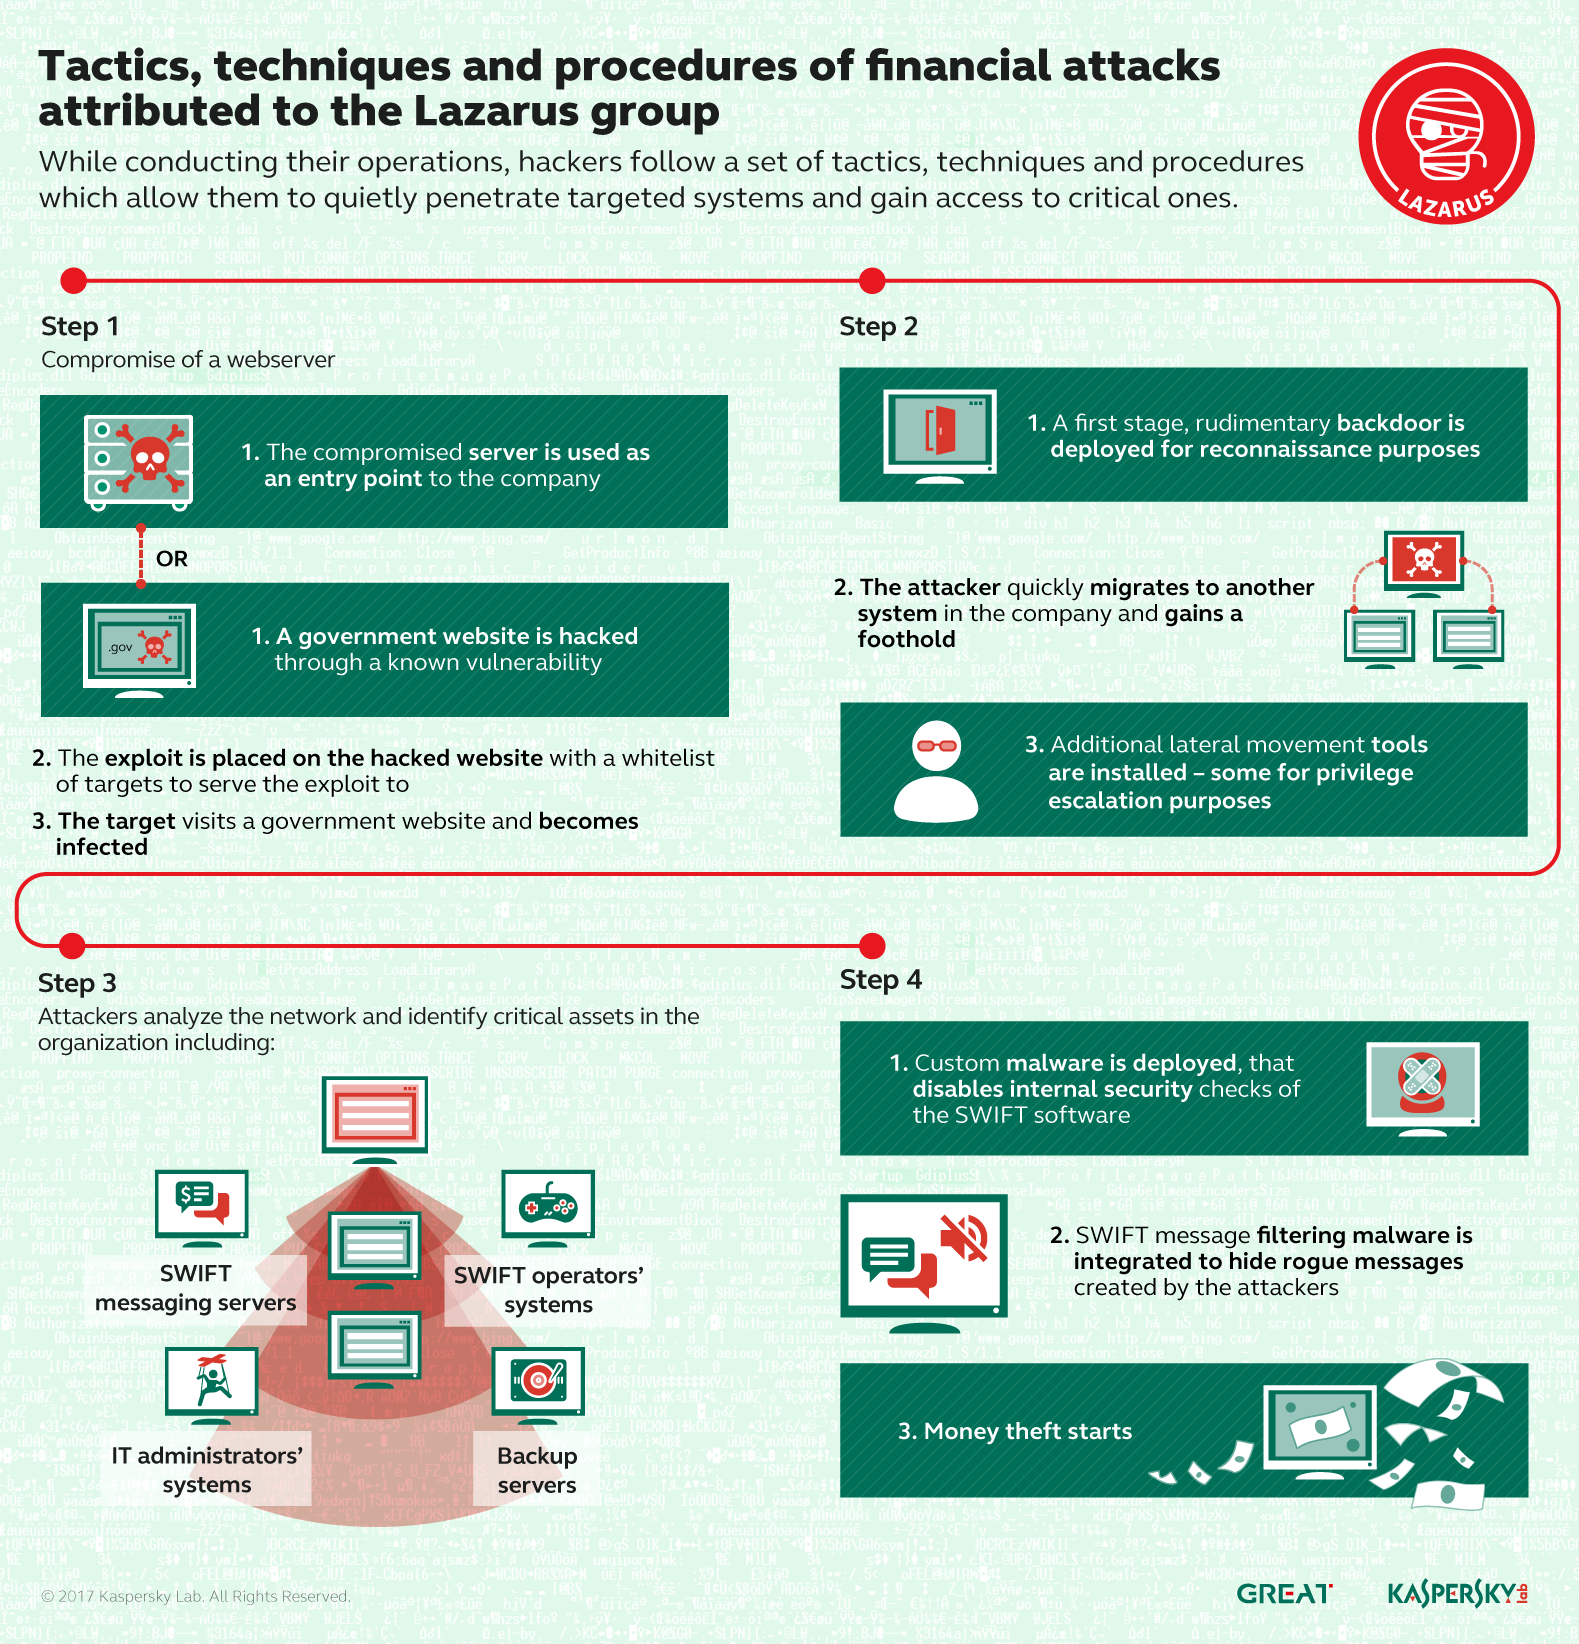 Tactics, techniques and procedures of financial attacks
attributed to the Lazarus group
While conducting their operations, hackers follow a set of tactics, techniques and procedures
which allow them to quietly penetrate targeted systems and gain access to critical ones.
LAZARUS
Step 1
Compromise of a webserver
1. The compromised server is used as
an entry point to the company
OR
.gov
1. A government website is hacked
through a known vulnerability
2. The exploit is placed on the hacked website with a whitelist
of targets to serve the exploit to
3. The target visits a government website and becomes
infected
Step 2
1. A first stage, rudimentary backdoor is
deployed for reconnaissance purposes
2. The attacker quickly migrates to another
system in the company and gains a
foothold
3. Additional lateral movement tools
are installed – some for privilege
escalation purposes
Step 3
Attackers analyze the network and identify critical assets in the
organization including:
$
SWIFT
messaging servers
SWIFT operators’
systems
IT administrators’
systems
Backup
servers
Step 4
1. Custom malware is deployed, that
disables internal security checks of
the SWIFT software
2. SWIFT message filtering malware is
integrated to hide rogue messages
created by the attackers
3. Money theft starts
© 2017 Kaspersky Lab. All Rights Reserved.
GREAT
KASPERSKY lab